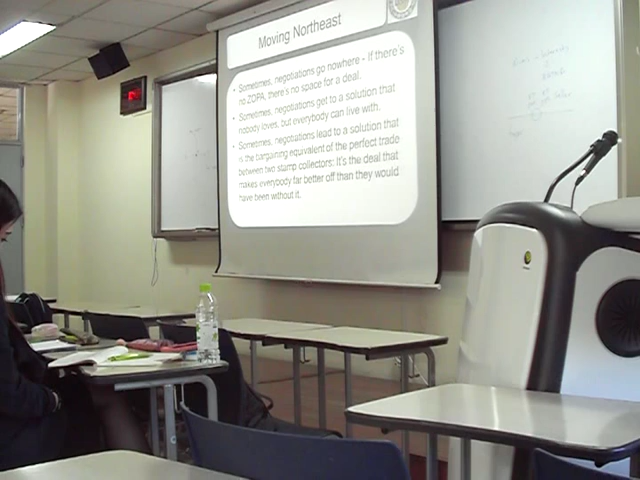 Moving Northeast
• Sometimes, negotiations go nowhere - If there's
no ZOPA, there's no space for a deal.
• Sometimes, negotiations get to a solution that
nobody loves, but everybody can live with.
• Sometimes, negotiations lead to a solution that
is the bargaining equivalent of the perfect trade
between two stamp collectors: It's the deal that
makes everybody far better off than they would
have been without it.